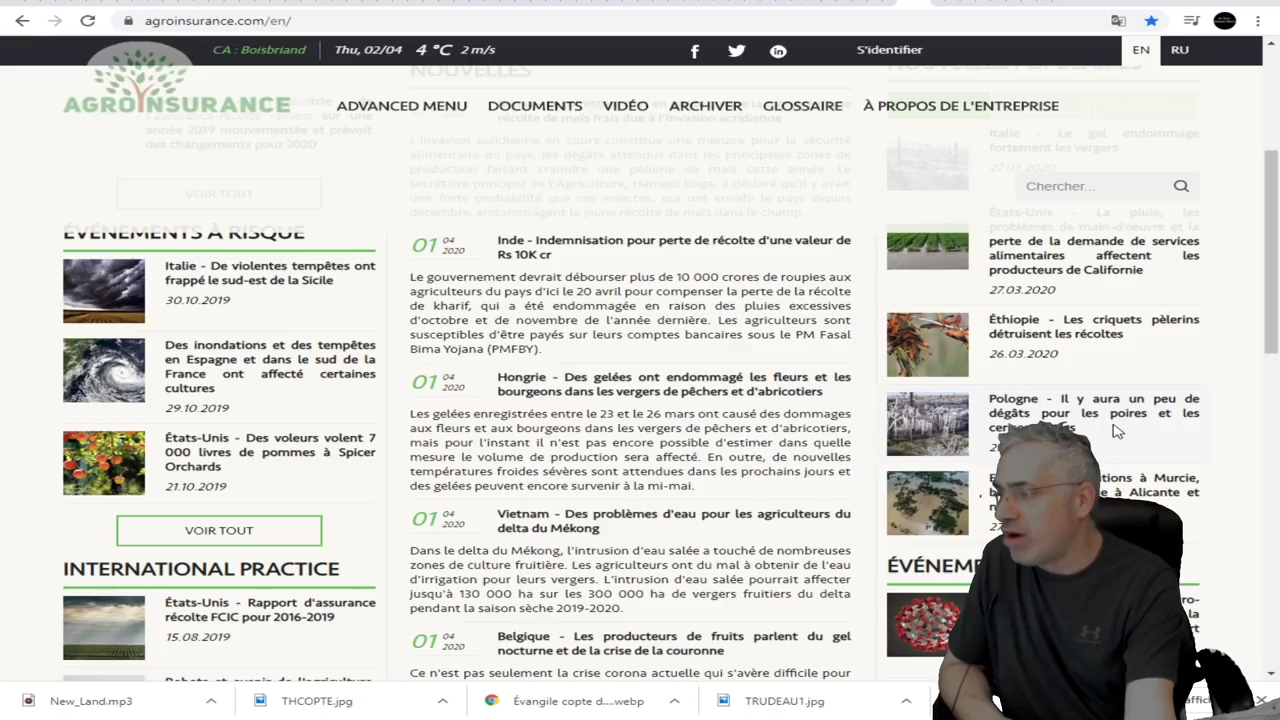 agroinsurance.com/en/
CA : Boisbriand
Thu, 02/04 4 °C 2 m/s
S'identifier
EN
RU
AGROINSURANCE
ADVANCED MENU
DOCUMENTS
VIDÉO
ARCHIVER
GLOSSAIRE
À PROPOS DE L'ENTREPRISE
Chercher...
l'assurance récolte revient sur une
année 2019 mouvementée et prévoit
des changements pour 2020
VOIR TOUT
ÉVÉNEMENTS À RISQUE
Italie - De violentes tempêtes ont
frappé le sud-est de la Sicile
30.10.2019
Des inondations et des tempêtes
en Espagne et dans le sud de la
France ont affecté certaines
cultures
29.10.2019
États-Unis - Des voleurs volent 7
000 livres de pommes à Spicer
Orchards
21.10.2019
VOIR TOUT
INTERNATIONAL PRACTICE
États-Unis - Rapport d'assurance
récolte FCIC pour 2016-2019
15.08.2019
NOUVELLES
récolte de maïs frais due à l'invasion acridienne
L'invasion acridienne en cours constitue une menace pour la sécurité
alimentaire du pays, les dégâts attendus dans les principales zones de
production faisant craindre une pénurie de maïs cette année. Le
secrétaire principal de l'Agriculture, Hamadi Boga, a déclaré qu'il y avait
une forte probabilité que ces insectes, qui ont envahi le pays depuis
décembre, endommagent la jeune récolte de maïs dans le champ
01 04 2020
Inde - Indemnisation pour perte de récolte d'une valeur de
Rs 10K cr
Le gouvernement devrait débourser plus de 10 000 crores de roupies aux
agriculteurs du pays d'ici le 20 avril pour compenser la perte de la récolte
de kharif, qui a été endommagée en raison des pluies excessives
d'octobre et de novembre de l'année dernière. Les agriculteurs sont
susceptibles d'être payés sur leurs comptes bancaires sous le PM Fasal
Bima Yojana (PMFBY).
01 04 2020
Hongrie - Des gelées ont endommagé les fleurs et les
bourgeons dans les vergers de pêchers et d'abricotiers
Les gelées enregistrées entre le 23 et le 26 mars ont causé des dommages
aux fleurs et aux bourgeons dans les vergers de pêchers et d'abricotiers,
mais pour l'instant il n'est pas encore possible d'estimer dans quelle
mesure le volume de production sera affecté. En outre, de nouvelles
températures froides sévères sont attendues dans les prochains jours et
des gelées peuvent encore survenir à la mi-mai.
01 04 2020
Vietnam - Des problèmes d'eau pour les agriculteurs du
delta du Mékong
Dans le delta du Mékong, l'intrusion d'eau salée a touché de nombreuses
zones de culture fruitière. Les agriculteurs ont du mal à obtenir de l'eau
d'irrigation pour leurs vergers. L'intrusion d'eau salée pourrait affecter
jusqu'à 130 000 ha sur les 300 000 ha de vergers fruitiers du delta
pendant la saison sèche 2019-2020.
01 04 2020
Belgique - Les producteurs de fruits parlent du gel
nocturne et de la crise de la couronne
Ce n'est pas seulement la crise corona actuelle qui s'avère difficile pour
Italie - Le gel endommage
fortement les vergers
27.03.2020
États-Unis - La pluie, les
problèmes de main-d'œuvre et la
perte de la demande de services
alimentaires affectent les
producteurs de Californie
27.03.2020
Éthiopie - Les criquets pèlerins
détruisent les récoltes
26.03.2020
Pologne - Il y aura un peu de
dégâts pour les poires et les
à Murcie,
à Alicante et
New_Land.mp3
THCOPTE.jpg
Évangile copte d....webp
TRUDEAU1.jpg